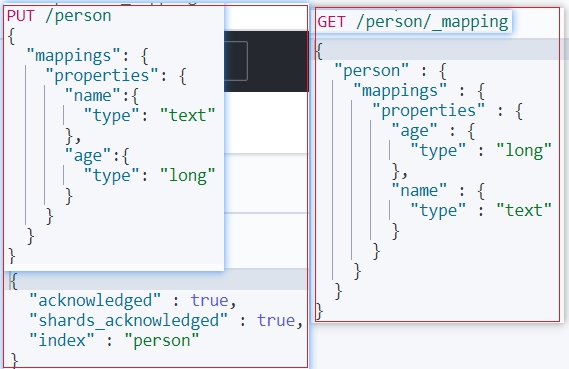 PUT /person
{
  "mappings": {
    "properties": {
      "name":{
        "type": "text"
      },
      "age":{
        "type": "long"
      }
    }
  }
}
{
  "acknowledged" : true,
  "shards_acknowledged" : true,
  "index" : "person"
}
GET /person/_mapping
{
  "person" : {
    "mappings" : {
      "properties" : {
        "age" : {
          "type" : "long"
        },
        "name" : {
          "type" : "text"
        }
      }
    }
  }
}